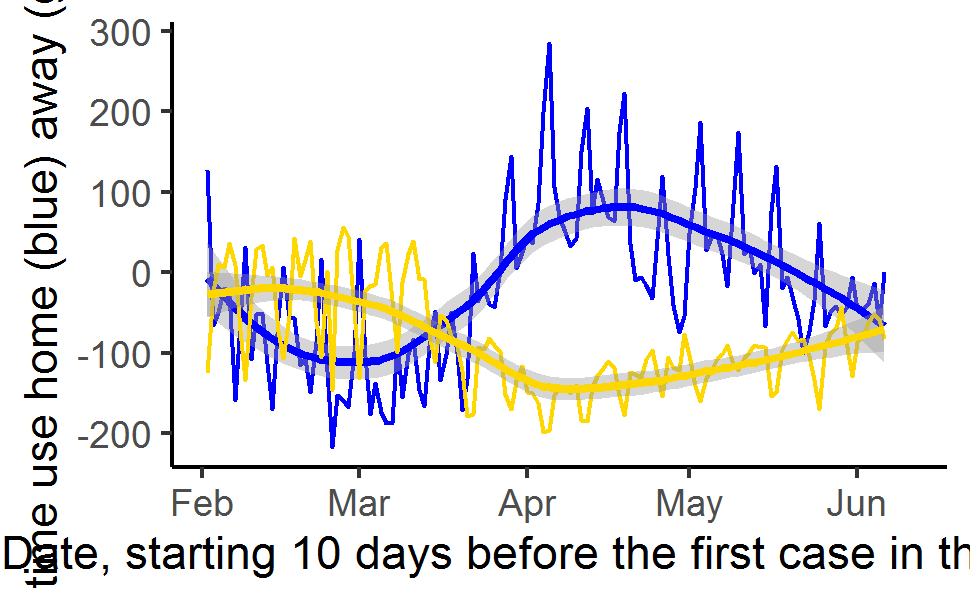 time use home (blue) away (
300
200
100
0
-100
-200
Feb Mar Apr May Jun
Date, starting 10 days before the first case in th